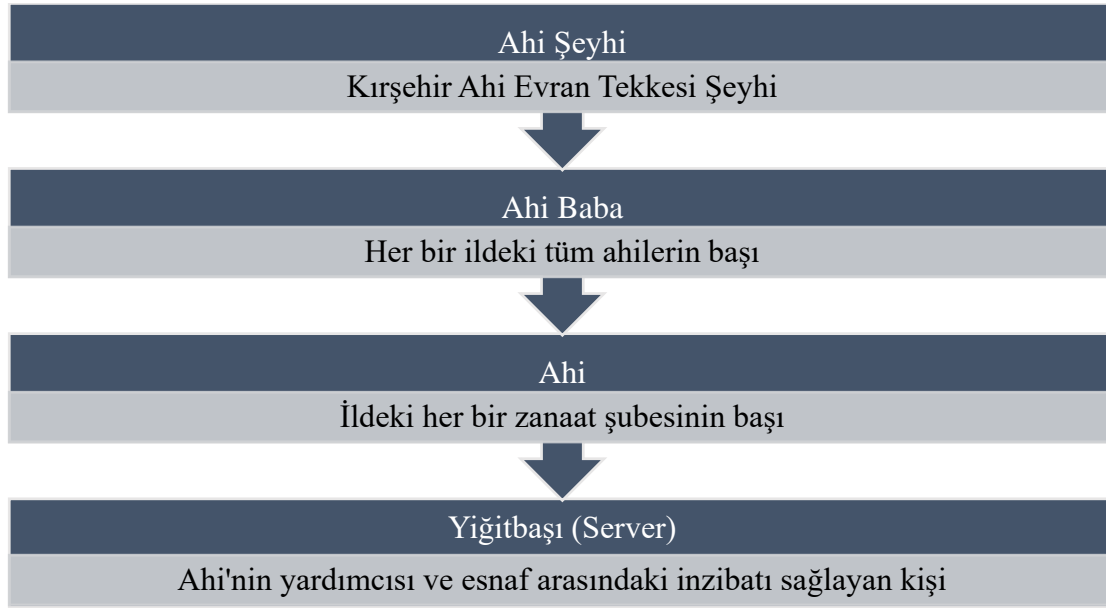 Ahi Şeyhi
Kırşehir Ahi Evran Tekkesi Şeyhi
Ahi Baba
Her bir ildeki tüm ahilerin başı
Ahi
İldeki her bir zanaat şubesinin başı
Yiğitbaşı (Server)
Ahi'nin yardımcısı ve esnaf arasındaki inzibatı sağlayan kişi